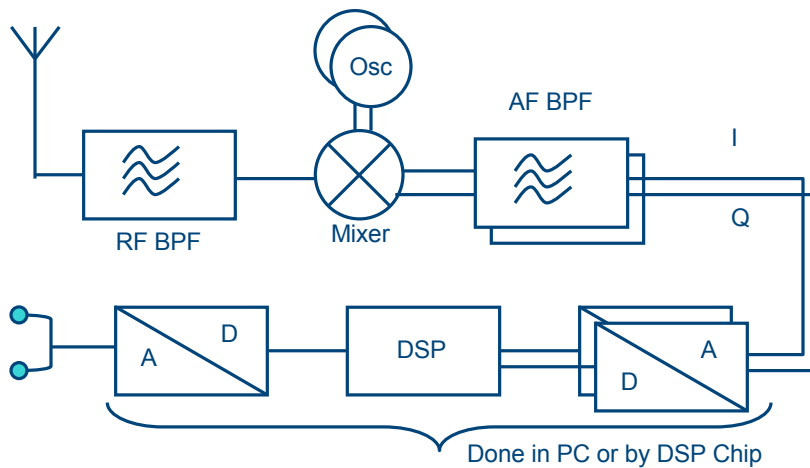 Osc
AF BPF
I
RF BPF
Mixer
Q
D
A
DSP
A
D
Done in PC or by DSP Chip